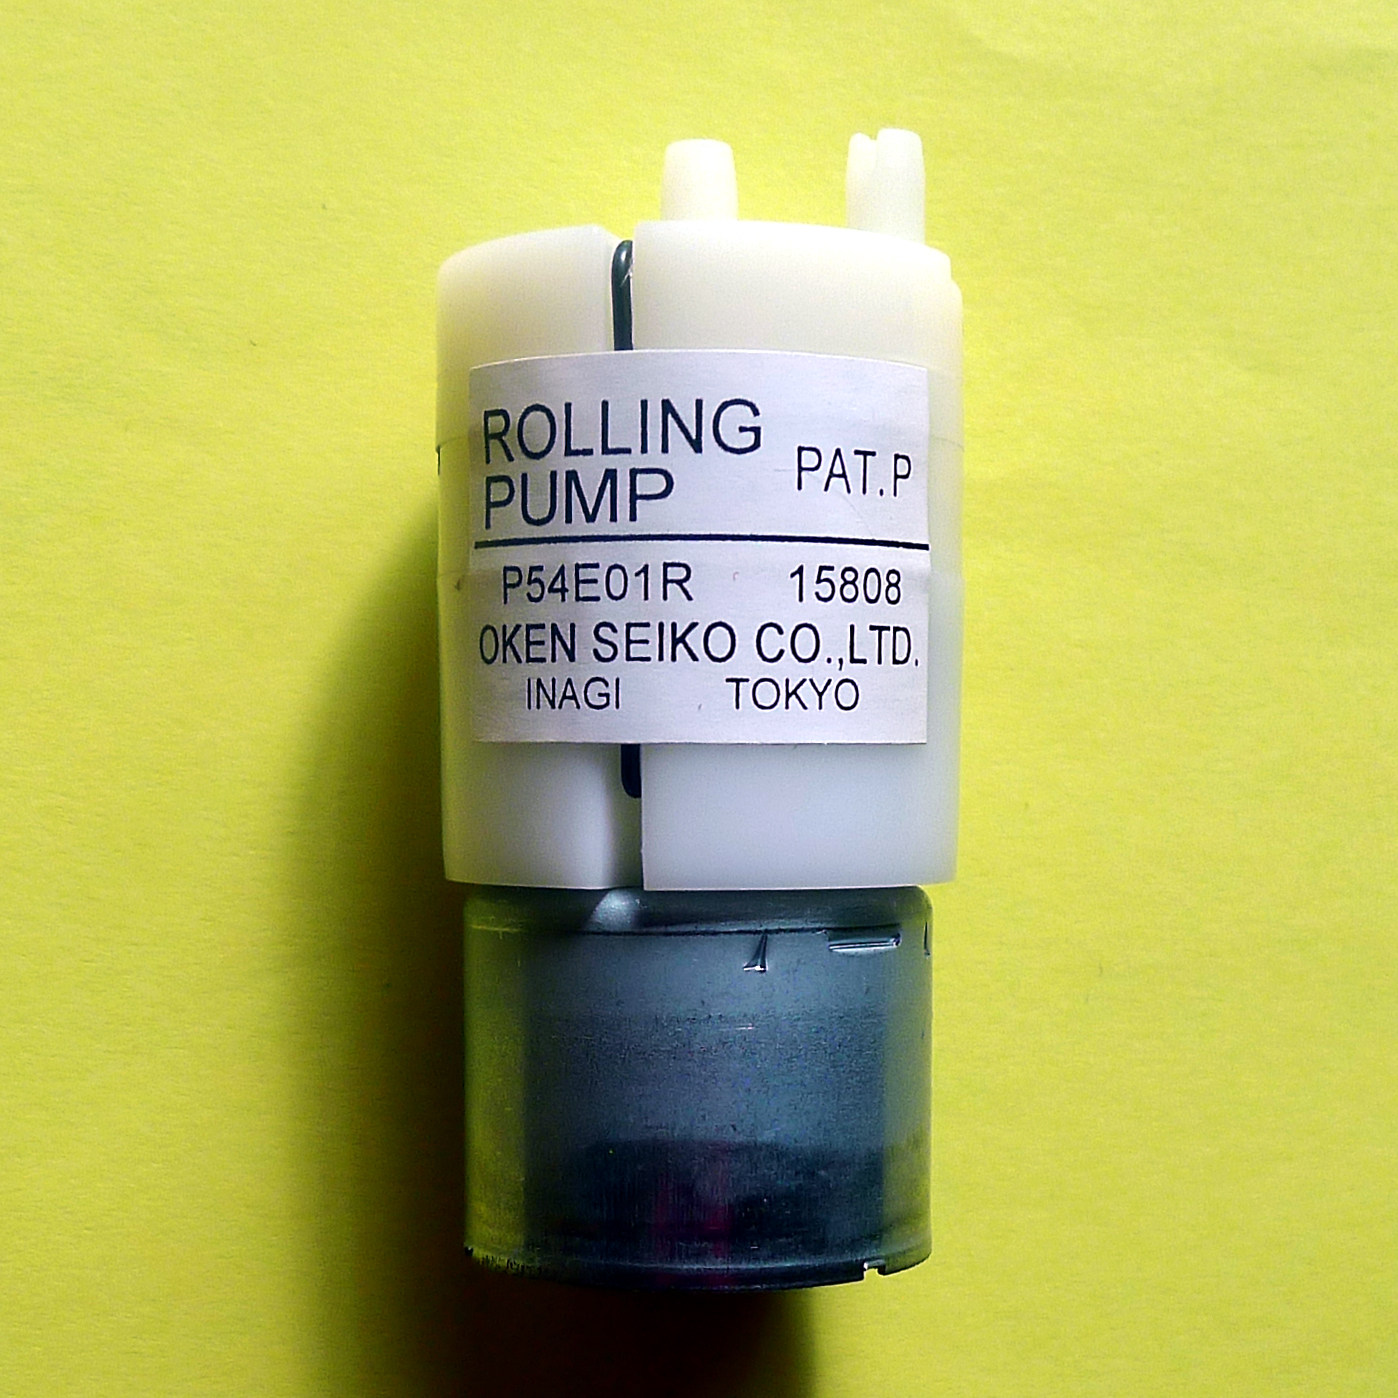 ROLLING
PUMP PAT.P
P54E01R 15808
OKEN SEIKO CO.,LTD.
INAGI TOKYO